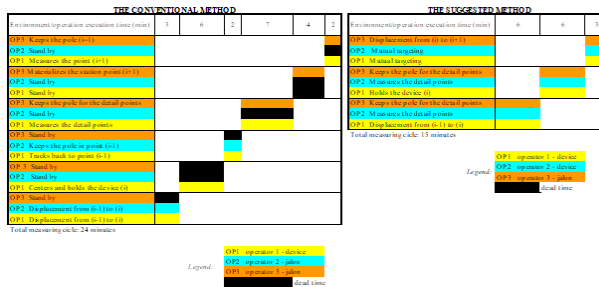 THE CONVENTIONAL METHOD
Environment/operation execution time (min) 3 6 2 7 4 2
OP3 Keeps the pole (i-1)
OP2 Stand by
OP1 Measures the point (i+1)
OP3 Materializes the station point (i+1)
OP2 Stand by
OP1 Stand by
OP3 Keeps the pole for the detail points
OP2 Stand by
OP1 Measures the detail points
OP3 Stand by
OP2 Keeps the pole in point (i-1)
OP1 Tracks back to point (i-1)
OP 3 Stand by
OP2 Stand by
OP1 Centers and holds the device (i)
OP3 Stand by
OP2 Displacement from (i-1) to (i)
OP1 Displacement from (i-1) to (i)
Total measuring cicle: 24 minutes
Legend:
OP1 operator 1 - device
OP2 operator 2 - jalon
OP3 operator 3 - jalon
dead time
THE SUGGESTED METHOD
Environment/operation execution time (min) 6 6 3
OP3 Displacement from (i) to (i+1)
OP2 Mutual targeting
OP1 Mutual targeting
OP3 Keeps the pole for the detail points
OP2 Measures the detail points
OP1 Holds the device (i)
OP3 Keeps the pole for the detail points
OP2 Measures the detail points
OP1 Displacement from (i-1) to (i)
Total measuring cicle: 15 minutes
Legend:
OP1 operator 1 - device
OP2 operator 2 - device
OP3 operator 3 - jalon
dead time